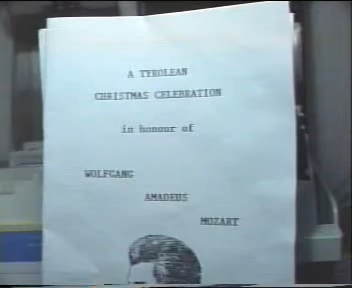 A TYROLEAN
CHRISTMAS CELEBRATION
in honour of
WOLFGANG
AMADEUS
MOZART